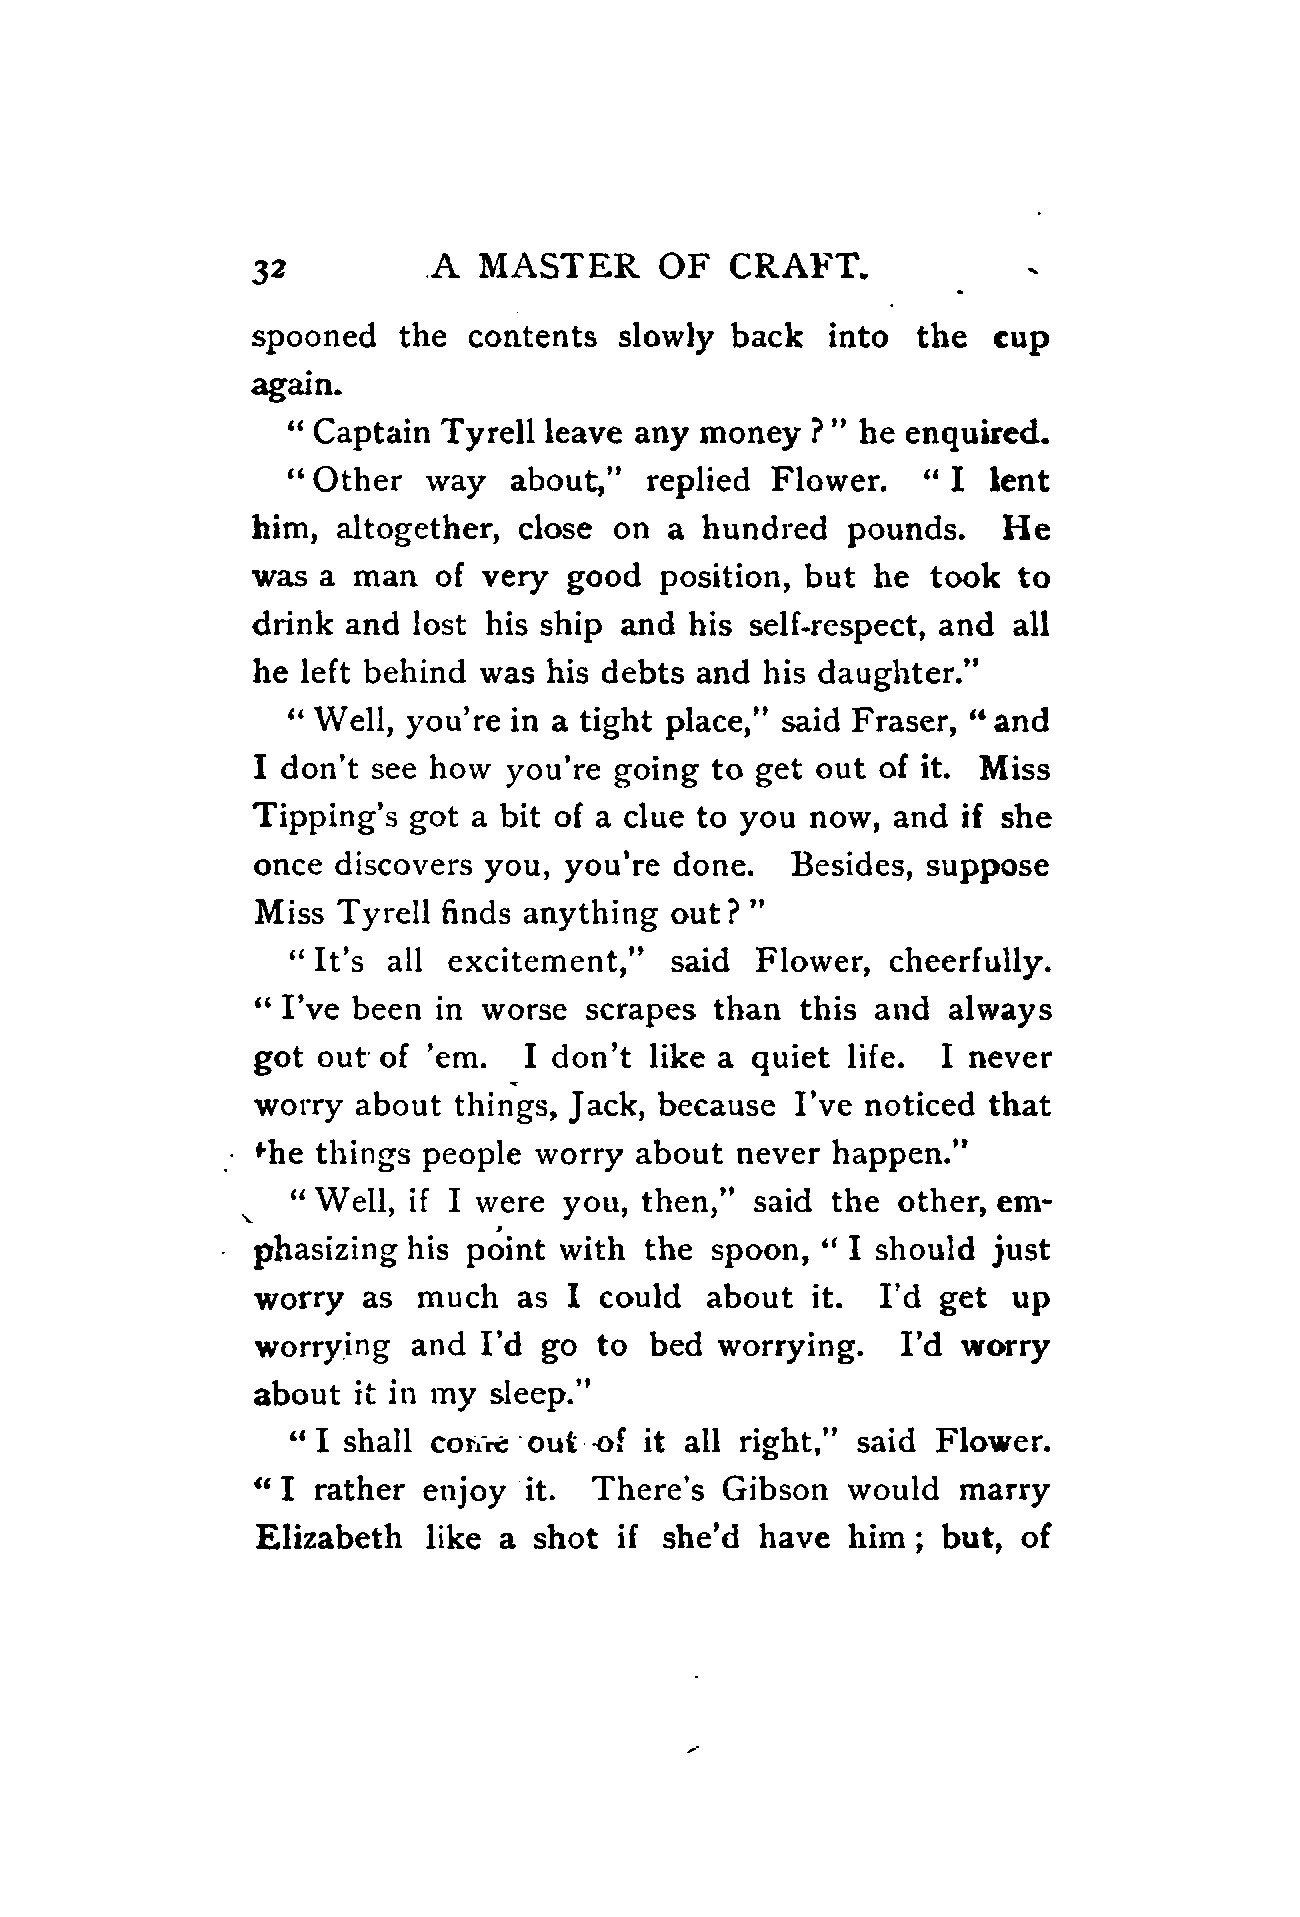 32 A MASTER OF CRAFT.
spooned the contents slowly back into the cup
again.
" Captain Tyrell leave any money ? " he enquired.
" Other way about," replied Flower. " I lent
him, altogether, close on a hundred pounds. He
was a man of very good position, but he took to
drink and lost his ship and his self-respect, and all
he left behind was his debts and his daughter."
" Well, you're in a tight place," said Fraser, " and
I don't see how you're going to get out of it. Miss
Tipping's got a bit of a clue to you now, and if she
once discovers you, you're done. Besides, suppose
Miss Tyrell finds anything out ? "
" It's all excitement," said Flower, cheerfully.
" I've been in worse scrapes than this and always
got out of 'em. I don't like a quiet life. I never
worry about things, Jack, because I've noticed that
the things people worry about never happen."
" Well, if I were you, then," said the other, em-
phasizing his point with the spoon, " I should just
worry as much as I could about it. I'd get up
worrying and I'd go to bed worrying. I'd worry
about it in my sleep."
" I shall come out of it all right," said Flower.
" I rather enjoy it. There's Gibson would marry
Elizabeth like a shot if she'd have him ; but, of